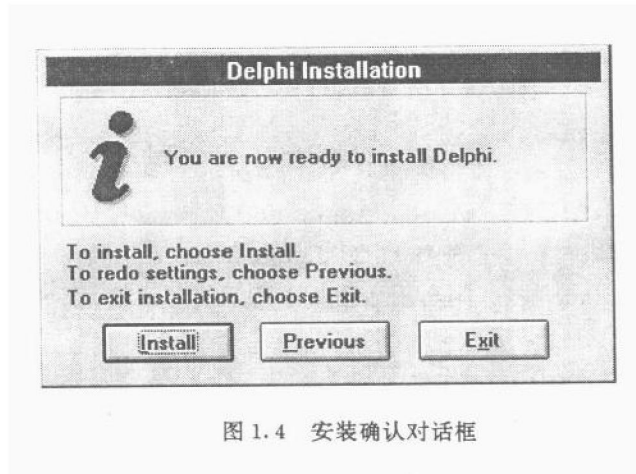 Delphi Installation
You are now ready to install Delphi.
To install, choose Install.
To redo settings, choose Previous.
To exit installation, choose Exit.
Install Previous Exit
图 1.4 安装确认对话框